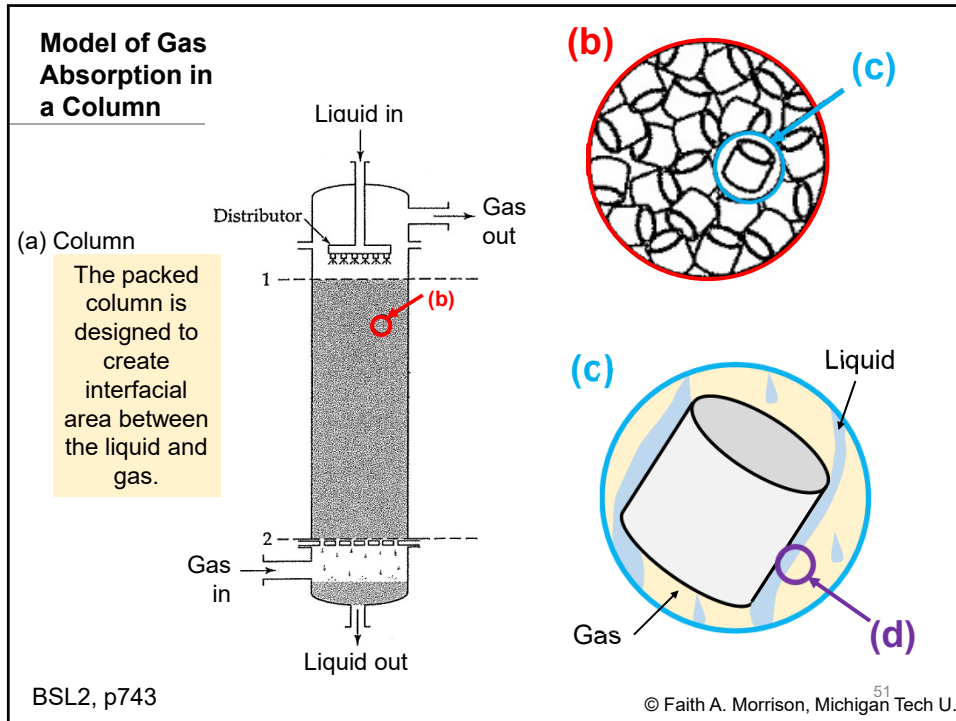 Model of Gas
Absorption in
a Column
(a) Column
The packed
column is
designed to
create
interfacial
area between
the liquid and
gas.
Liquid in
Distributor
Gas
out
1
(b)
2
Gas
in
Liquid out
(b)
(c)
(c)
Liquid
Gas
(d)
BSL2, p743
51
© Faith A. Morrison, Michigan Tech U.